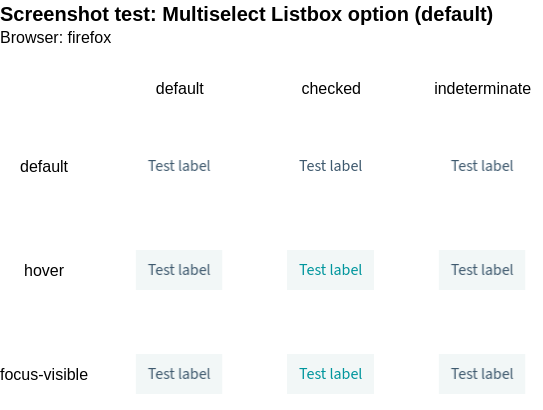 Screenshot test: Multiselect Listbox option (default)
Browser: firefox
default checked indeterminate
default Test label Test label Test label
hover Test label Test label Test label
focus-visible Test label Test label Test label